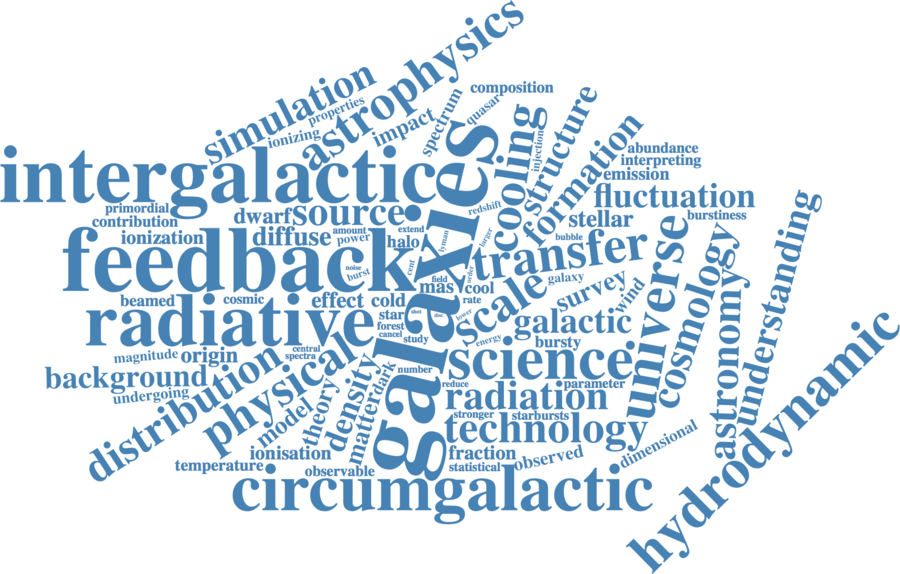 astrophysics
simulation
properties
ionizing
impact
spectrum
quasar
composition
cooling
injection
structure
formation
abundance
interpreting
emission
intergalactic
galaxies
fluctuation
primordial
contribution
dwarf
source
redshift
stellar
burstiness
understanding
ionization
diffuse
amount
power
extend
halo
lyman
larger
bubble
transfer
universe
cosmology
feedback
noise
burst
cent
field
order
galaxy
mas
cool
scale
survey
wind
astronomy
beamed
cosmic
effect
cold
rate
radiative
star
shot
disc
lower
galactic
forest
cancel
study
energy
bursty
hydrodynamic
magnitude
origin
central
spectra
physical
science
background
undergoing
distribution
number
dark
matter
density
theory
model
reduce
parameter
radiation
stronger
starbursts
technology
dimensional
ionisation
fraction
observed
temperature
observable
statistical
circumgalactic